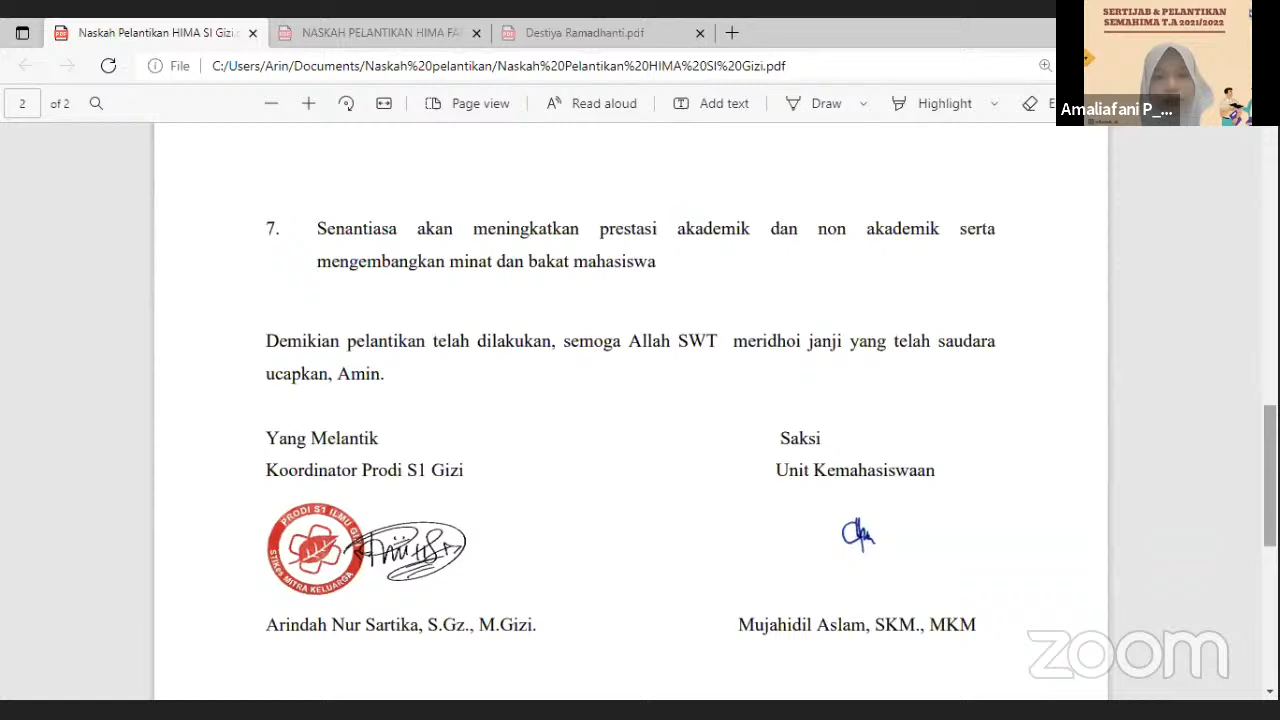 Naskah Pelantikan HIMA SI Gizi.
NASKAH PELANTIKAN HIMA FA
Destiya Ramadhanti.pdf
File
C:/Users/Arin/Documents/Naskah%20pelantikan/Naskah%20Pelantikan%20HIMA%20SI%20Gizi.pdf
2
of 2
Page view
Read aloud
Add text
Draw
Highlight
SERTIJAB & PELANTIKAN
SEMAHIMA T.A 2021/2022
Amaliafani P_...
7. Senantiasa akan meningkatkan prestasi akademik dan non akademik serta
mengembangkan minat dan bakat mahasiswa
Demikian pelantikan telah dilakukan, semoga Allah SWT meridhoi janji yang telah saudara
ucapkan, Amin.
Yang Melantik
Saksi
Koordinator Prodi S1 Gizi
Unit Kemahasiswaan
PRODI S1 ILMU GIZI
STIKes MITRA KELUARGA
Arindah Nur Sartika, S.Gz., M.Gizi.
Mujahidil Aslam, SKM., MKM
zoom